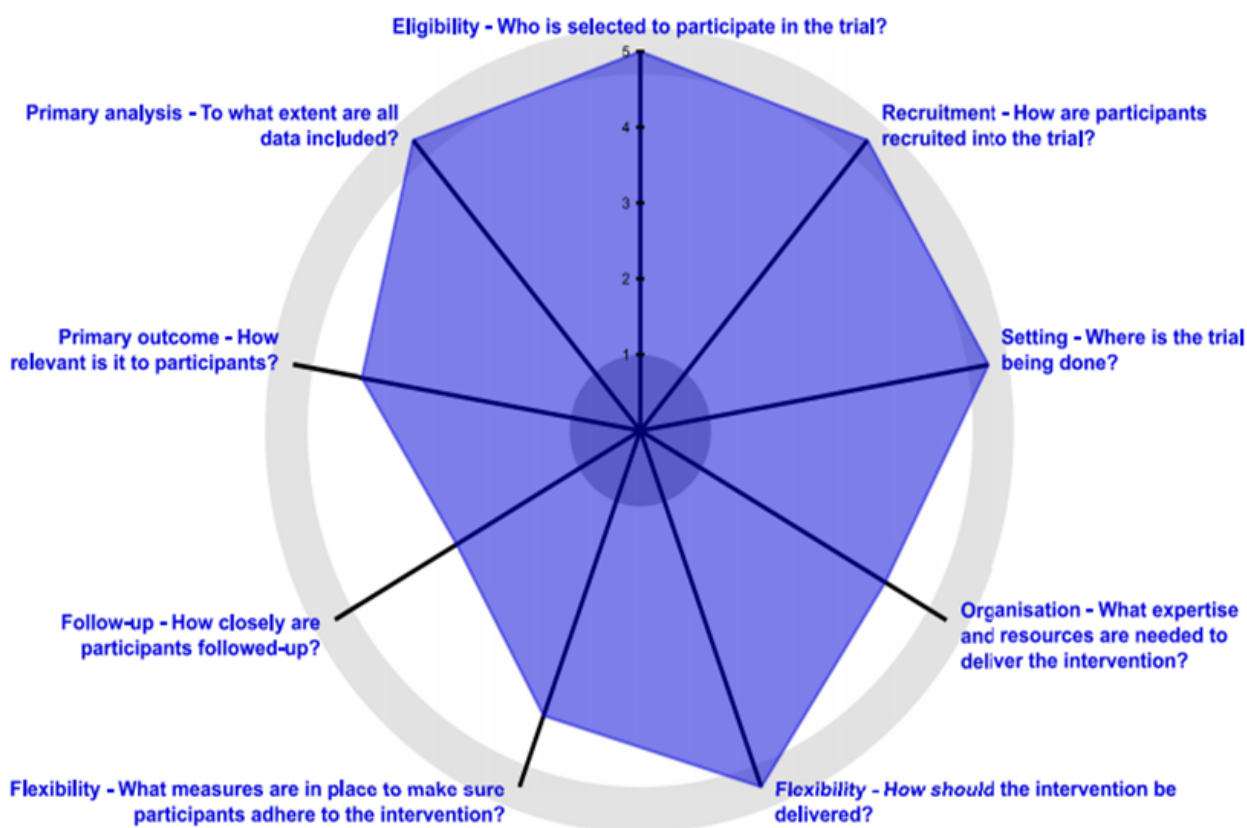 Eligibility - Who is selected to participate in the trial?
5
Primary analysis - To what extent are all
data included?
Recruitment - How are participants
recruited into the trial?
4
3
2
Primary outcome - How
relevant is it to participants?
1
Setting - Where is the trial
being done?
Follow-up - How closely are
participants followed-up?
Organisation - What expertise
and resources are needed to
deliver the intervention?
Flexibility - What measures are in place to make sure
participants adhere to the intervention?
Flexibility - How should the intervention be
delivered?